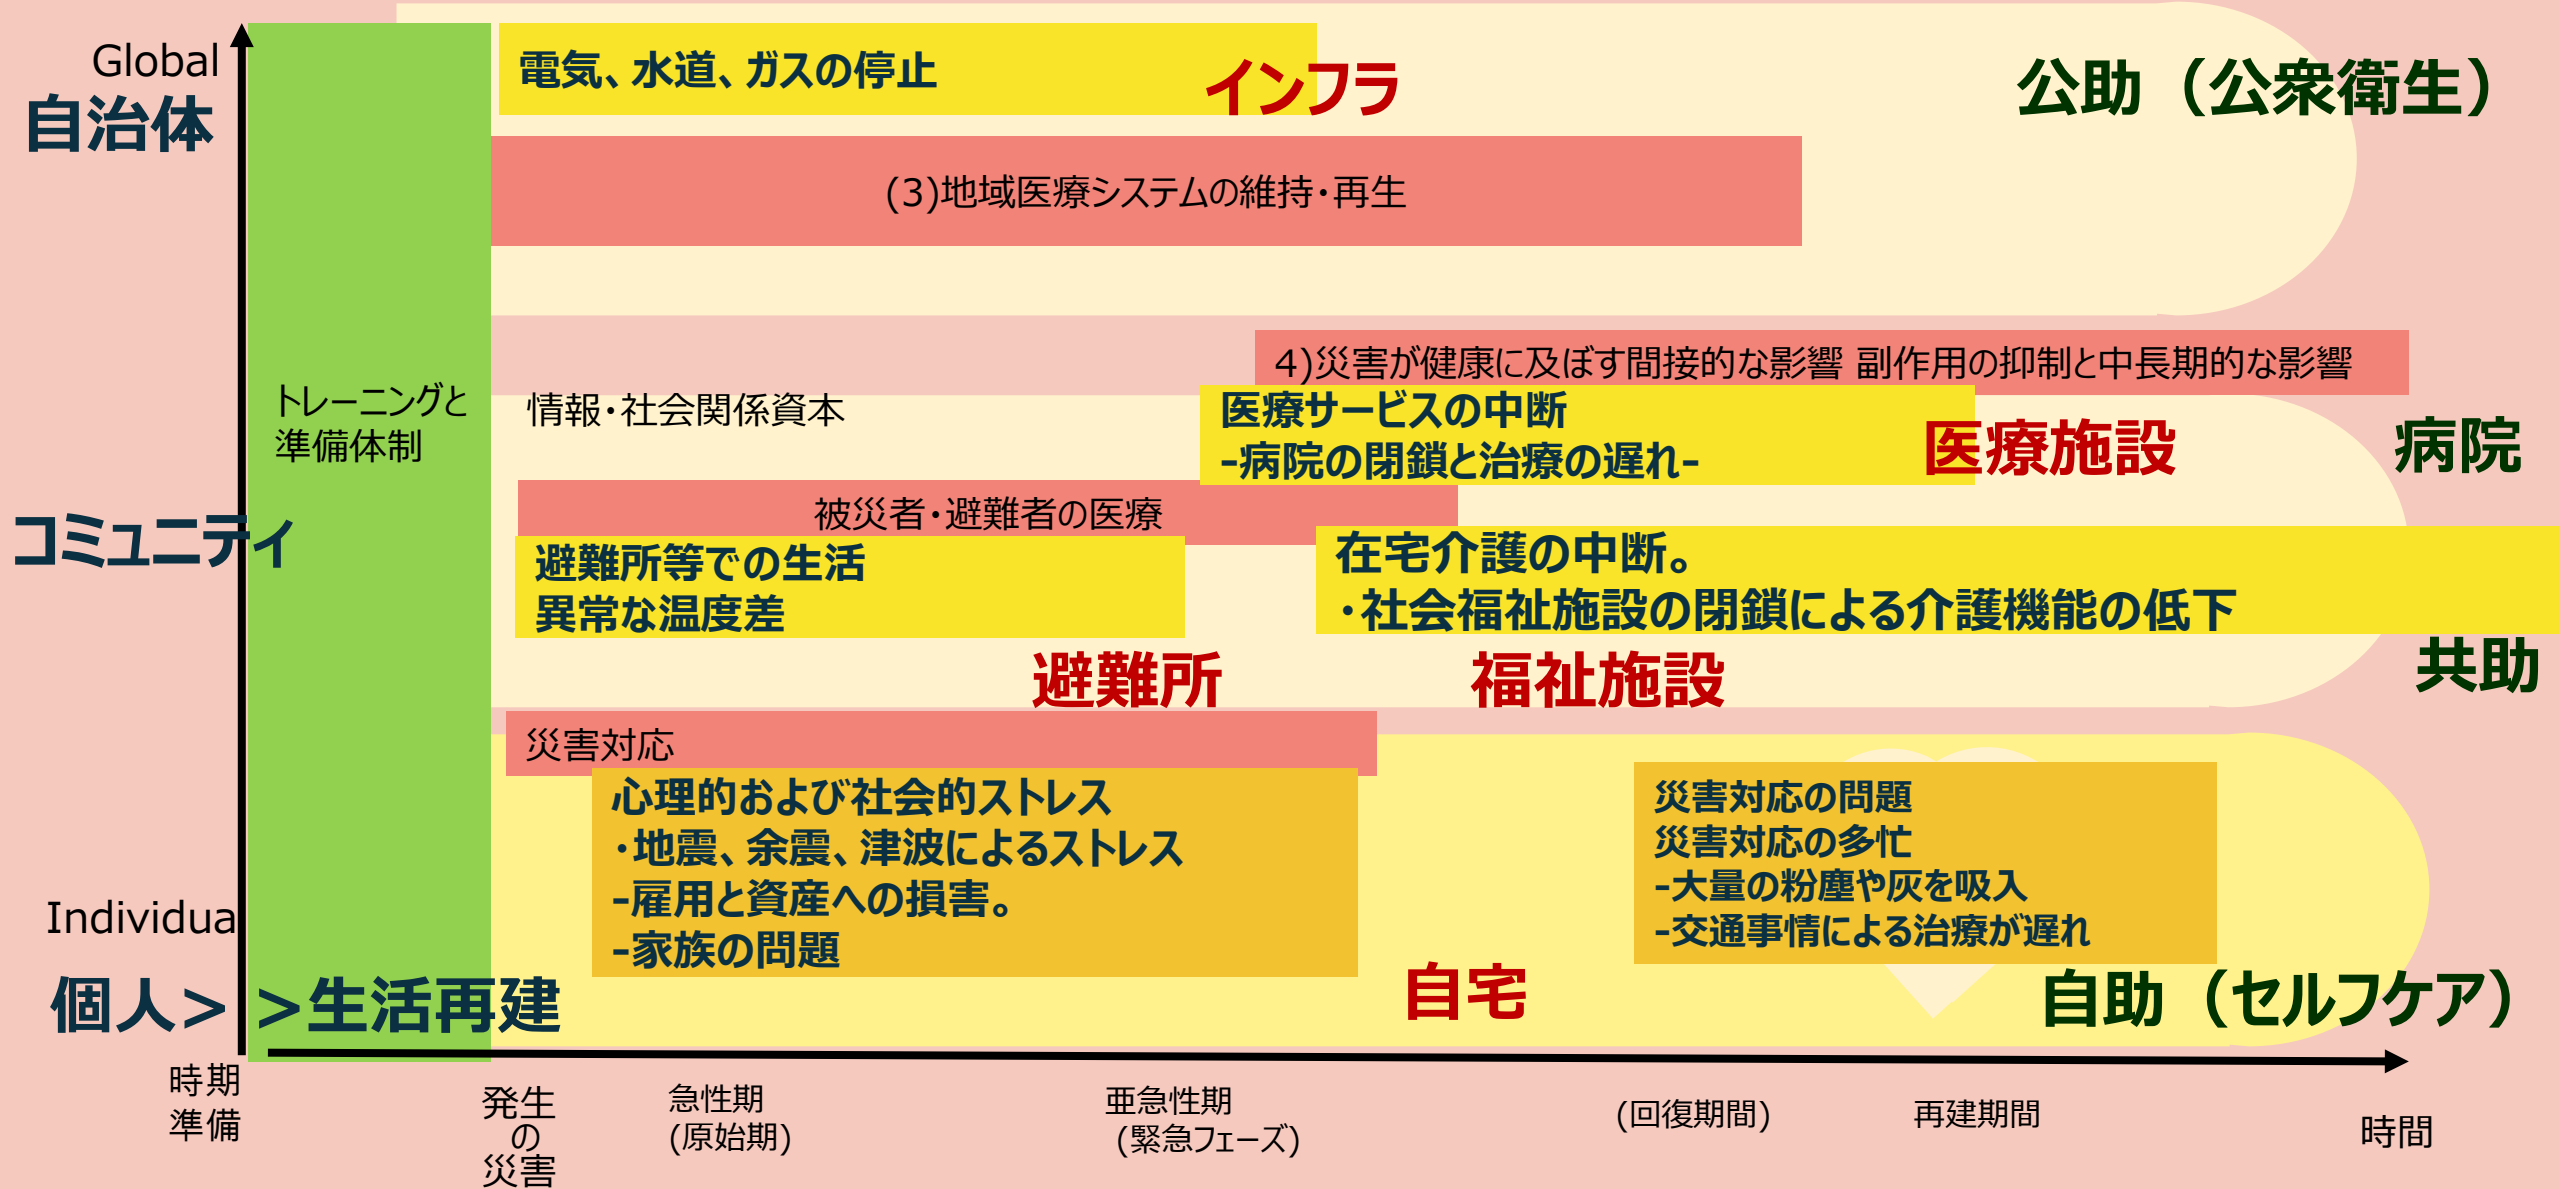 Global
自治体
電気、水道、ガスの停止
インフラ
公助（公衆衛生）
(3)地域医療システムの維持・再生
4)災害が健康に及ぼす間接的な影響 副作用の抑制と中長期的な影響
トレーニングと
準備体制
情報・社会関係資本
医療サービスの中断
-病院の閉鎖と治療の遅れ-
医療施設
病院
コミュニティ
被災者・避難者の医療
避難所等での生活
異常な温度差
在宅介護の中断。
・社会福祉施設の閉鎖による介護機能の低下
避難所
福祉施設
共助
災害対応
心理的および社会的ストレス
・地震、余震、津波によるストレス
-雇用と資産への損害。
-家族の問題
災害対応の問題
災害対応の多忙
-大量の粉塵や灰を吸入
-交通事情による治療が遅れ
Individua
個人> >生活再建
自宅
自助（セルフケア）
時期
準備
発生
の
災害
急性期
(原始期)
亜急性期
(緊急フェーズ)
(回復期間)
再建期間
時間